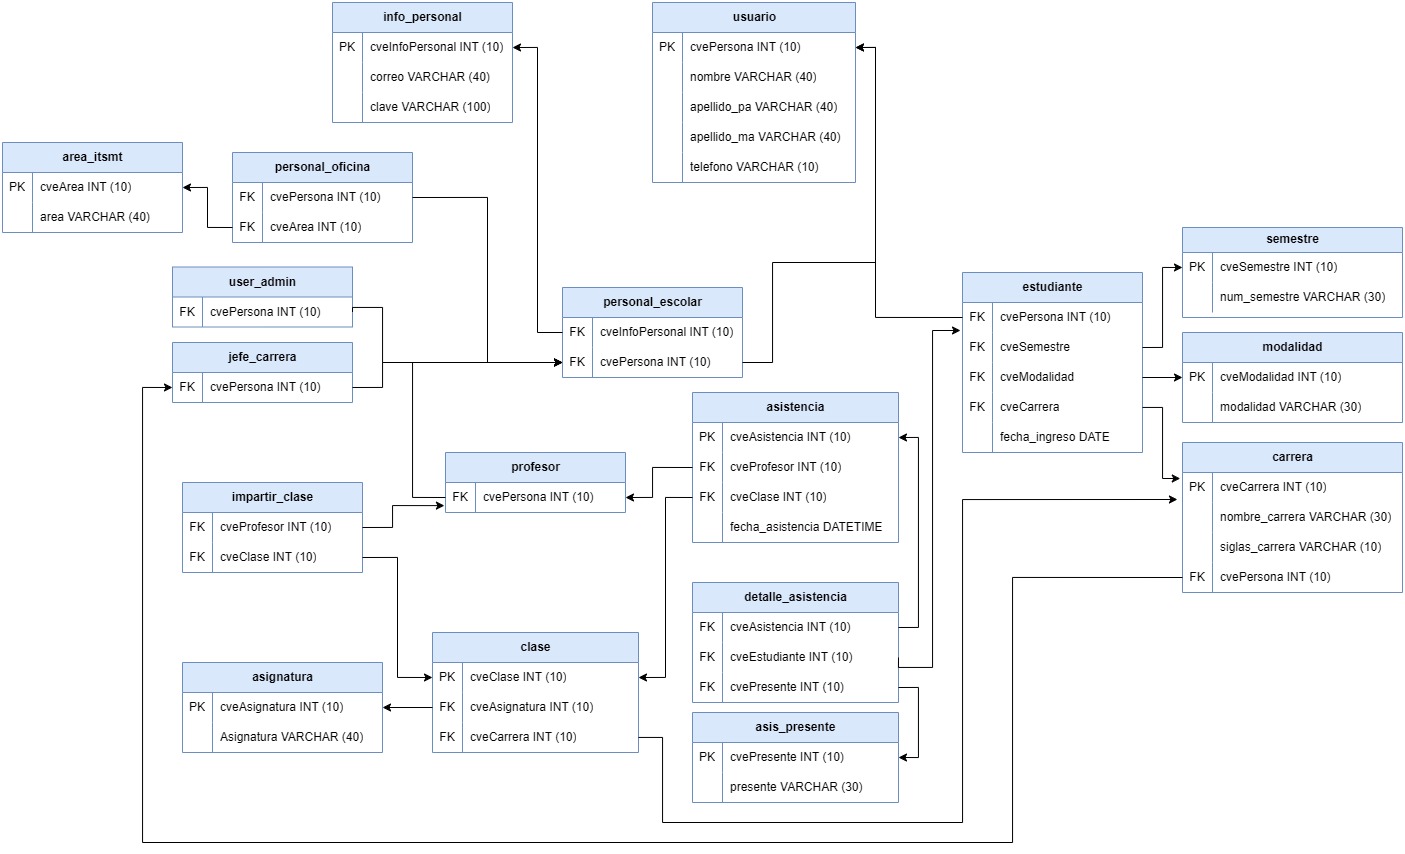 info_personal
PK cveInfoPersonal INT (10)
correo VARCHAR (40)
clave VARCHAR (100)
usuario
PK cvePersona INT (10)
nombre VARCHAR (40)
apellido_pa VARCHAR (40)
apellido_ma VARCHAR (40)
telefono VARCHAR (10)
area_itsmt
PK cveArea INT (10)
area VARCHAR (40)
personal_oficina
FK cvePersona INT (10)
FK cveArea INT (10)
user_admin
FK cvePersona INT (10)
jefe_carrera
FK cvePersona INT (10)
personal_escolar
FK cveInfoPersonal INT (10)
FK cvePersona INT (10)
estudiante
FK cvePersona INT (10)
FK cveSemestre
FK cveModalidad
FK cveCarrera
fecha_ingreso DATE
semestre
PK cveSemestre INT (10)
num_semestre VARCHAR (30)
modalidad
PK cveModalidad INT (10)
modalidad VARCHAR (30)
carrera
PK cveCarrera INT (10)
nombre_carrera VARCHAR (30)
siglas_carrera VARCHAR (10)
FK cvePersona INT (10)
asistencia
PK cveAsistencia INT (10)
FK cveProfesor INT (10)
FK cveClase INT (10)
fecha_asistencia DATETIME
profesor
FK cvePersona INT (10)
impartir_clase
FK cveProfesor INT (10)
FK cveClase INT (10)
detalle_asistencia
FK cveAsistencia INT (10)
FK cveEstudiante INT (10)
FK cvePresente INT (10)
clase
PK cveClase INT (10)
FK cveAsignatura INT (10)
FK cveCarrera INT (10)
asignatura
PK cveAsignatura INT (10)
Asignatura VARCHAR (40)
asis_presente
PK cvePresente INT (10)
presente VARCHAR (30)